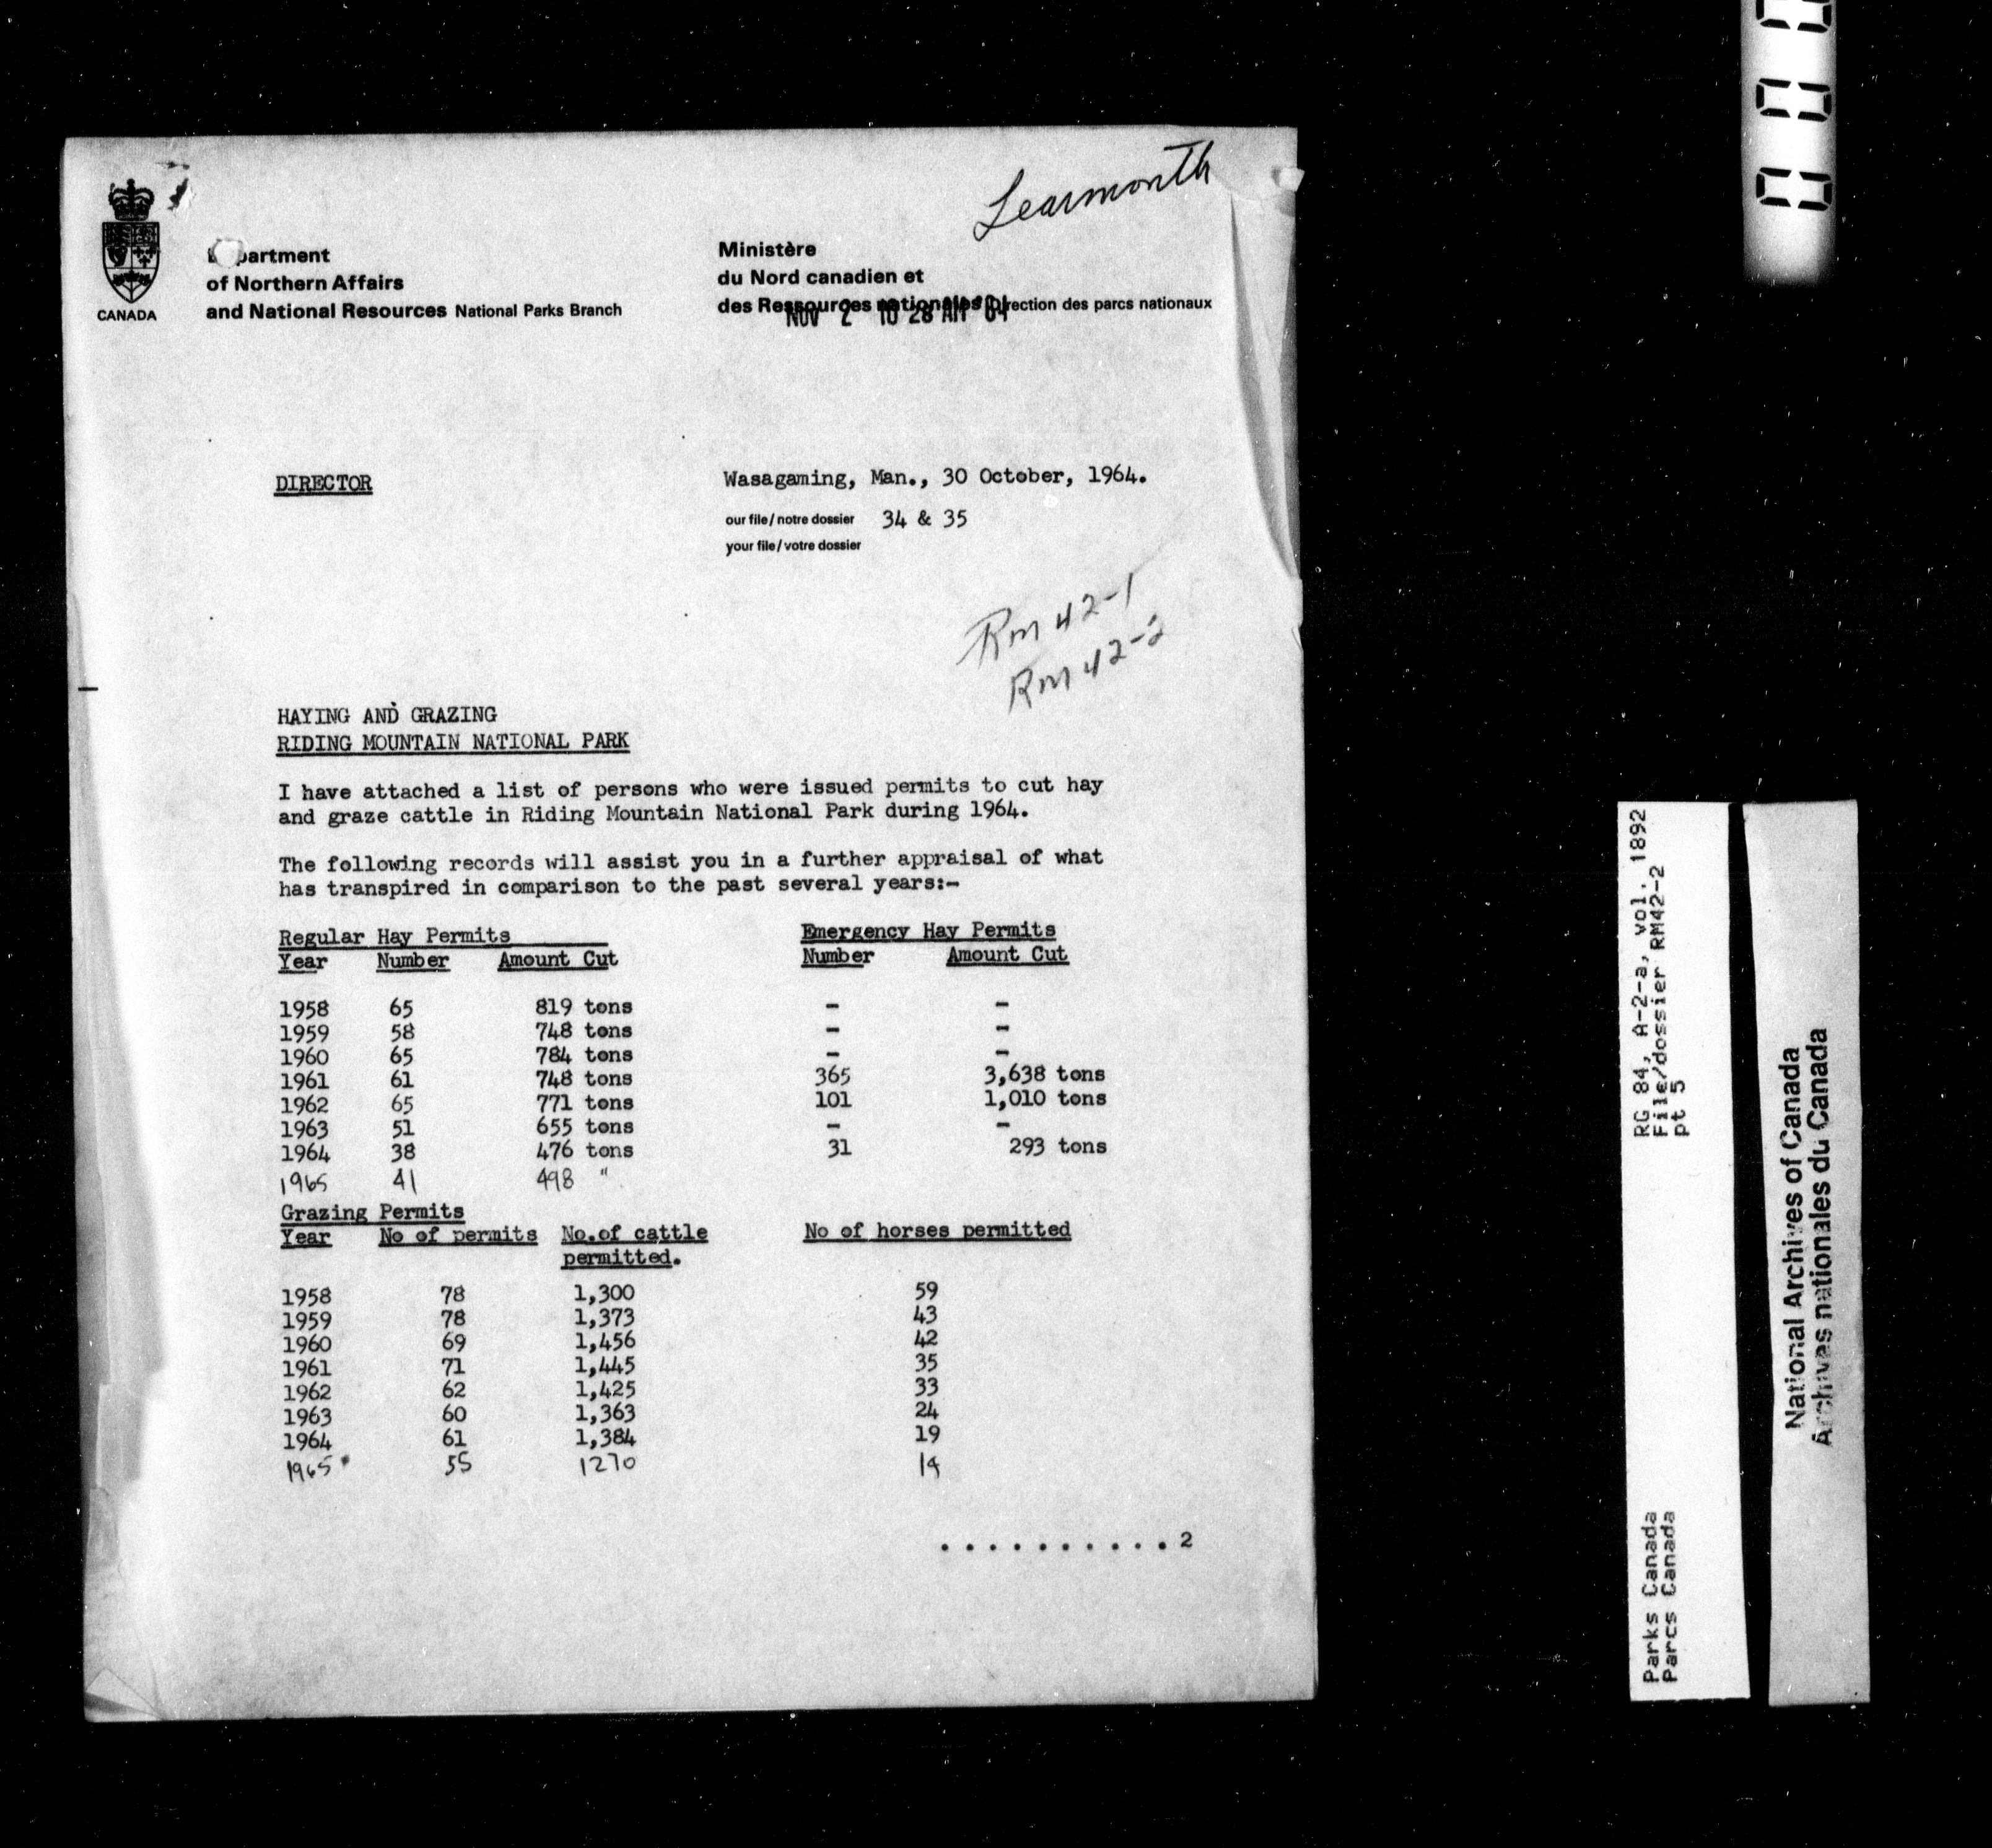 Learmonth
CANADA
partment
of Northern Affairs
and National Resources National Parks Branch
Ministère
du Nord canadien et
des Ressources nationales Direction des parcs nationaux
NOV 2 10 28 AM '64
DIRECTOR
Wasagaming, Man., 30 October, 1964.
our file/notre dossier 34 & 35
your file/votre dossier
Rm 42-1
Rm 42-2
HAYING AND GRAZING
RIDING MOUNTAIN NATIONAL PARK
I have attached a list of persons who were issued permits to cut hay
and graze cattle in Riding Mountain National Park during 1964.
The following records will assist you in a further appraisal of what
has transpired in comparison to the past several years:-
Regular Hay Permits Emergency Hay Permits
Year Number Amount Cut Number Amount Cut
1958 65 819 tons - -
1959 58 748 tons - -
1960 65 784 tons - -
1961 61 748 tons 365 3,638 tons
1962 65 771 tons 101 1,010 tons
1963 51 655 tons - -
1964 38 476 tons 31 293 tons
1965 41 498 "
Grazing Permits
Year No of permits No.of cattle No of horses permitted
permitted.
1958 78 1,300 59
1959 78 1,373 43
1960 69 1,456 42
1961 71 1,445 35
1962 62 1,425 33
1963 60 1,363 24
1964 61 1,384 19
1965 55 1270 14
. . . . . . . . . . 2
RG 84, A-2-a, vol. 1892
File/dossier RM42-2
pt 5
Parks Canada
Parcs Canada
National Archives of Canada
Archives nationales du Canada